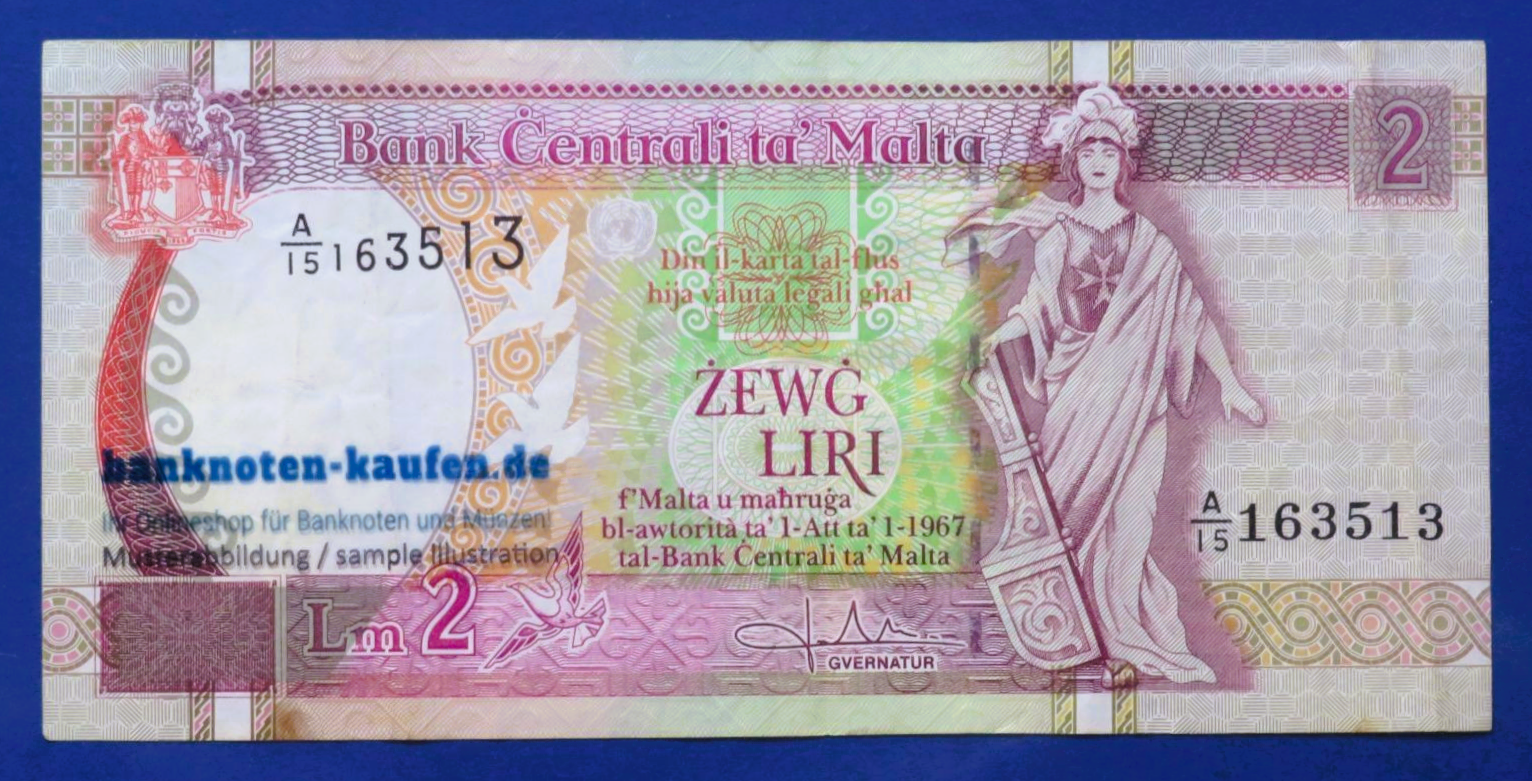 Bank Ċentrali ta' Malta
2
A/15 163513
Din il-karta tal-flus
hija valuta legali għal
ŻEWĠ
LIRI
f'Malta u maħruġa
bl-awtorità ta' l-Att ta' l-1967
tal-Bank Ċentrali ta' Malta
A/15 163513
banknoten-kaufen.de
Ihr Onlineshop für Banknoten und Münzen!
Musterabbildung / sample illustration
Lm 2
GVERNATUR